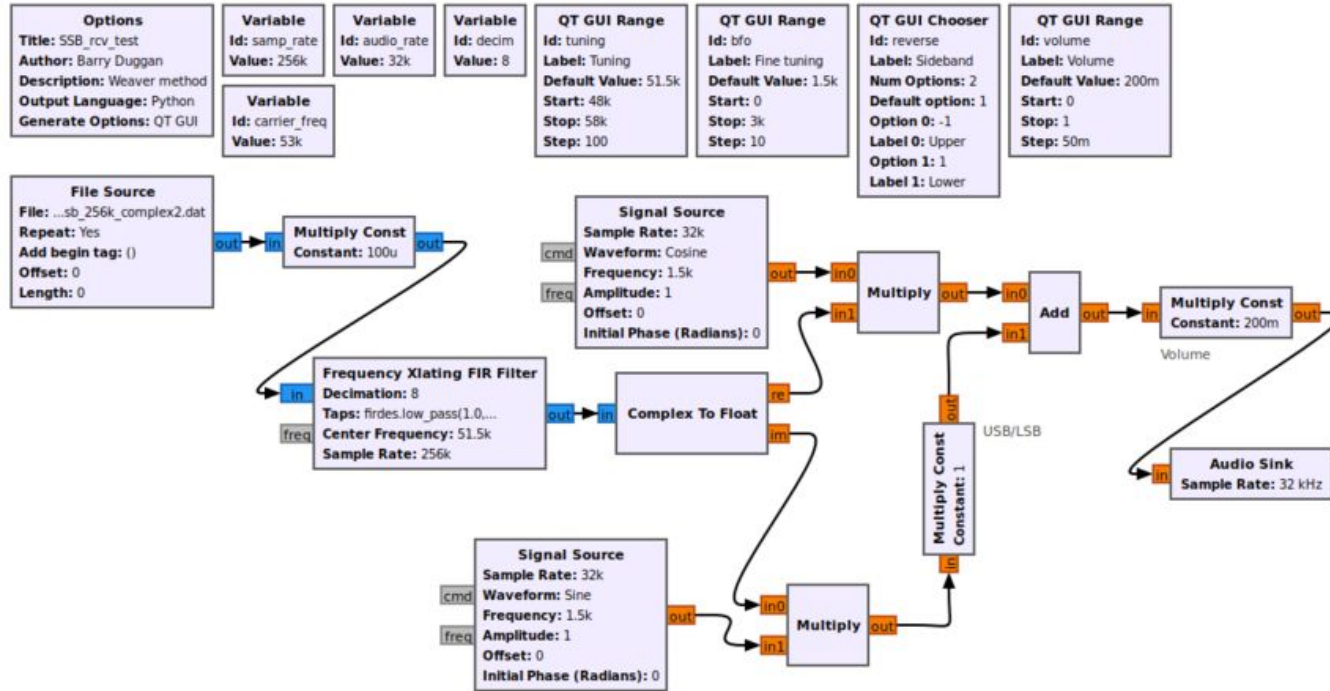 Options
Title: SSB_rcv_test
Author: Barry Duggan
Description: Weaver method
Output Language: Python
Generate Options: QT GUI
Variable
Id: samp_rate
Value: 256k
Variable
Id: audio_rate
Value: 32k
Variable
Id: decim
Value: 8
Variable
Id: carrier_freq
Value: 53k
QT GUI Range
Id: tuning
Label: Tuning
Default Value: 51.5k
Start: 48k
Stop: 58k
Step: 100
QT GUI Range
Id: bfo
Label: Fine tuning
Default Value: 1.5k
Start: 0
Stop: 3k
Step: 10
QT GUI Chooser
Id: reverse
Label: Sideband
Num Options: 2
Default option: 1
Option 0: -1
Label 0: Upper
Option 1: 1
Label 1: Lower
QT GUI Range
Id: volume
Label: Volume
Default Value: 200m
Start: 0
Stop: 1
Step: 50m
File Source
File: ...sb_256k_complex2.dat
Repeat: Yes
Add begin tag: ()
Offset: 0
Length: 0
out
in
Multiply Const
Constant: 100u
out
cmd
freq
Signal Source
Sample Rate: 32k
Waveform: Cosine
Frequency: 1.5k
Amplitude: 1
Offset: 0
Initial Phase (Radians): 0
out
in0
in1
Multiply
out
in0
in1
Add
out
in
Multiply Const
Constant: 200m
out
Volume
in
freq
Frequency Xlating FIR Filter
Decimation: 8
Taps: firdes.low_pass(1.0,...
Center Frequency: 51.5k
Sample Rate: 256k
out
in
Complex To Float
re
im
out
USB/LSB
Multiply Const
Constant: 1
in
in
Audio Sink
Sample Rate: 32 kHz
cmd
freq
Signal Source
Sample Rate: 32k
Waveform: Sine
Frequency: 1.5k
Amplitude: 1
Offset: 0
Initial Phase (Radians): 0
out
in0
in1
Multiply
out